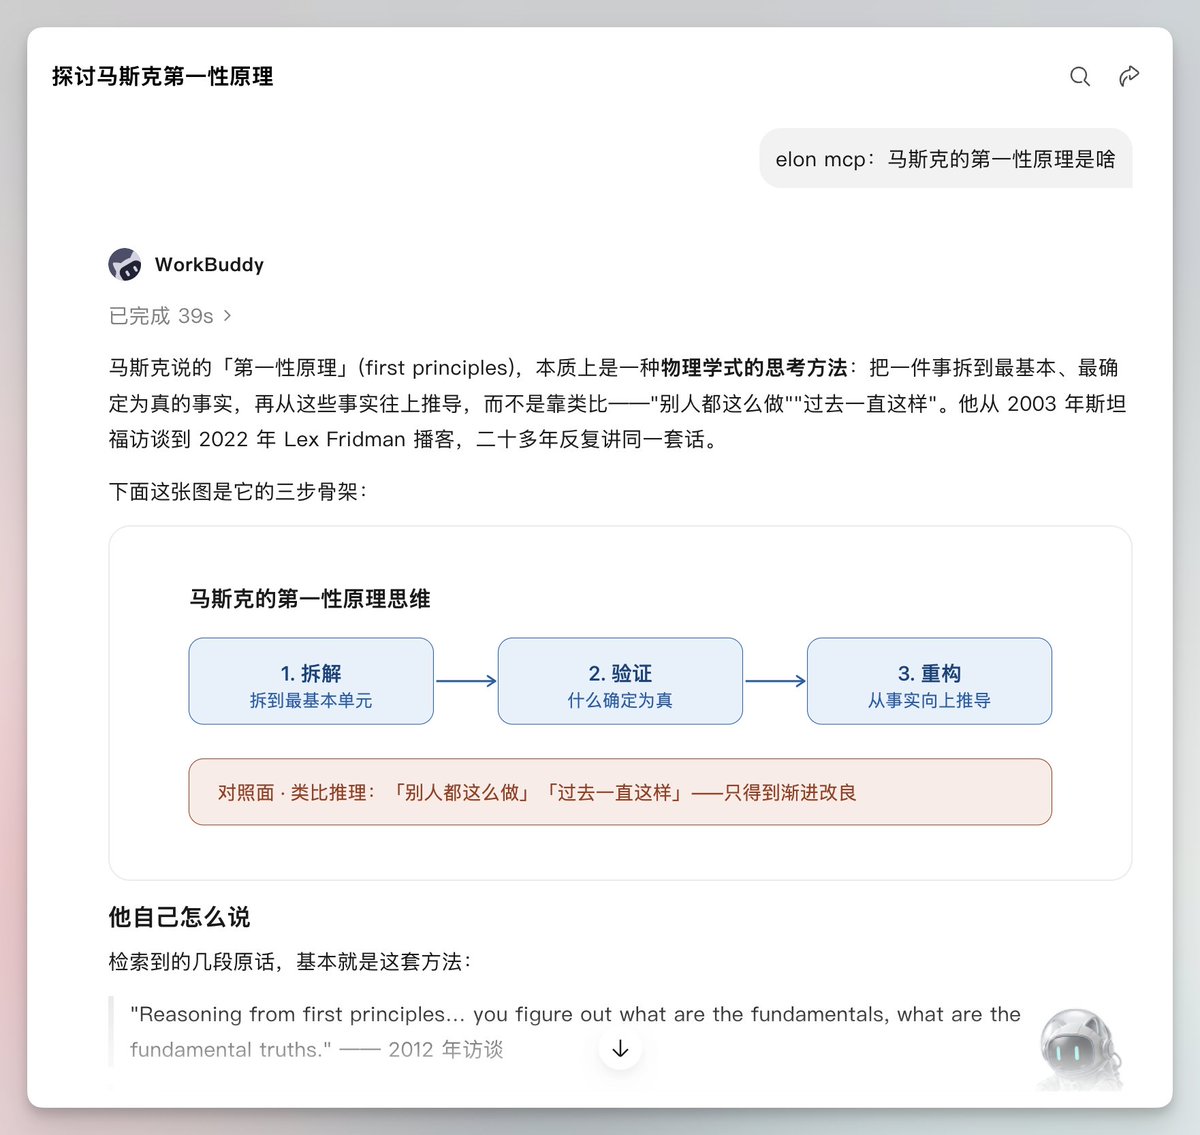 探讨马斯克第一性原理
elon mcp：马斯克的第一性原理是啥
WorkBuddy
已完成 39s >
马斯克说的「第一性原理」(first principles)，本质上是一种物理学式的思考方法：把一件事拆到最基本、最确
定为真的事实，再从这些事实往上推导，而不是靠类比——"别人都这么做""过去一直这样"。他从 2003 年斯坦
福访谈到 2022 年 Lex Fridman 播客，二十多年反复讲同一套话。
下面这张图是它的三步骨架：
马斯克的第一性原理思维
1. 拆解
拆到最基本单元
2. 验证
什么确定为真
3. 重构
从事实向上推导
对照面 · 类比推理：「别人都这么做」「过去一直这样」——只得到渐进改良
他自己怎么说
检索到的几段原话，基本就是这套方法：
"Reasoning from first principles... you figure out what are the fundamentals, what are the
fundamental truths." —— 2012 年访谈